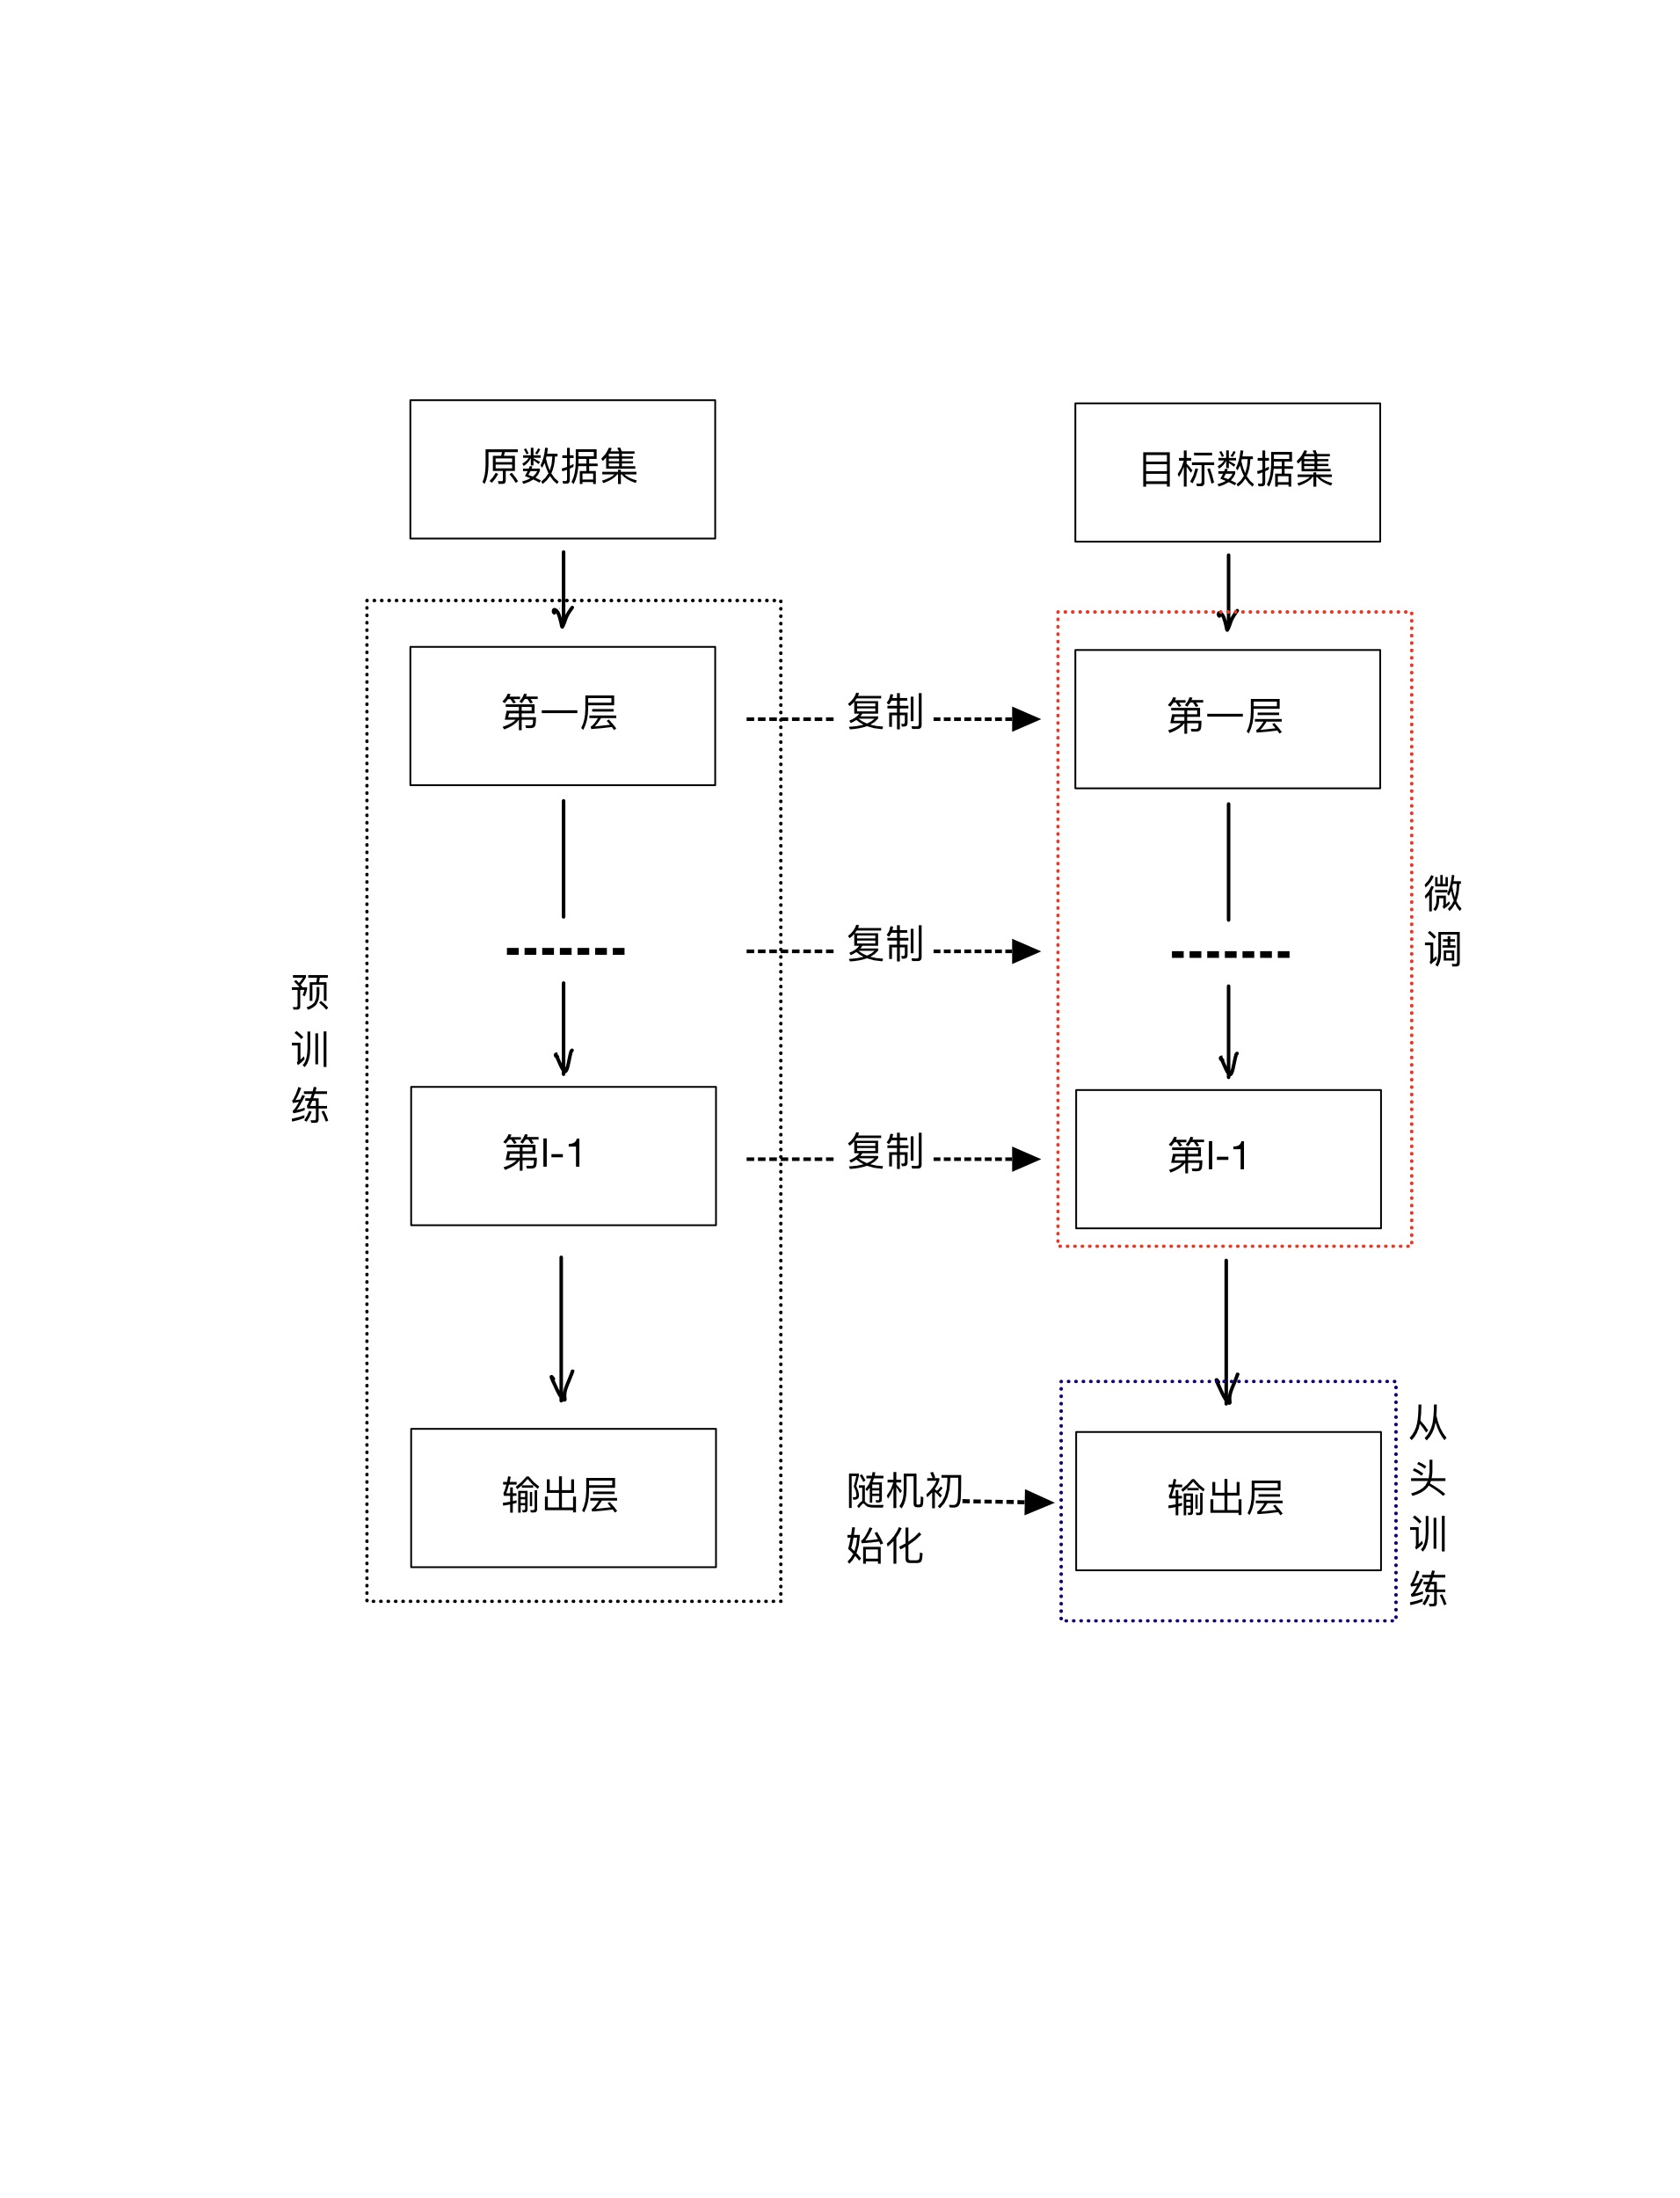 原数据集
目标数据集
第一层
复制
第一层
复制
微
调
预
训
练
第l-1
复制
第l-1
输出层
随机初
始化
输出层
从
头
训
练